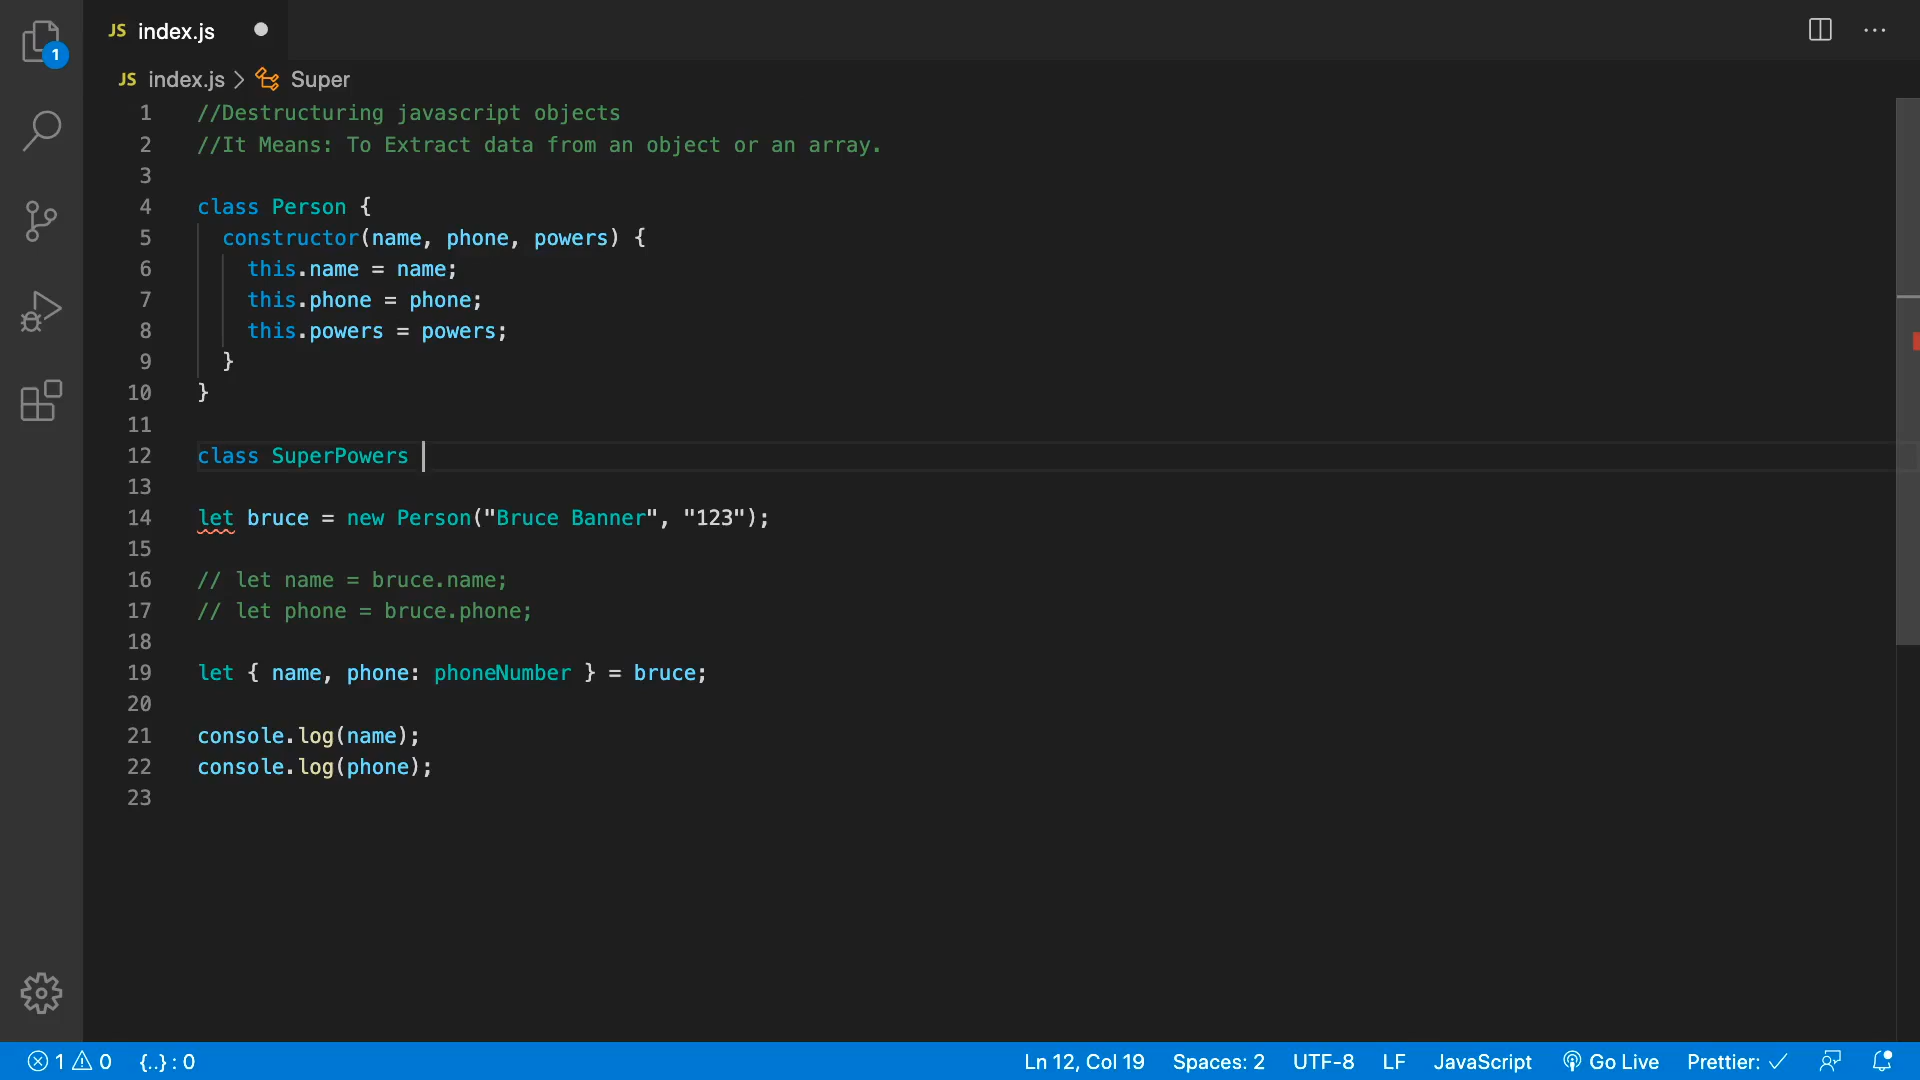 1
JS index.js
JS index.js > Super
1 //Destructuring javascript objects
2 //It Means: To Extract data from an object or an array.
3
4 class Person {
5   constructor(name, phone, powers) {
6     this.name = name;
7     this.phone = phone;
8     this.powers = powers;
9   }
10 }
11
12 class SuperPowers
13
14 let bruce = new Person("Bruce Banner", "123");
15
16 // let name = bruce.name;
17 // let phone = bruce.phone;
18
19 let { name, phone: phoneNumber } = bruce;
20
21 console.log(name);
22 console.log(phone);
23
1 0 {..} : 0 Ln 12, Col 19 Spaces: 2 UTF-8 LF JavaScript Go Live Prettier: ✓